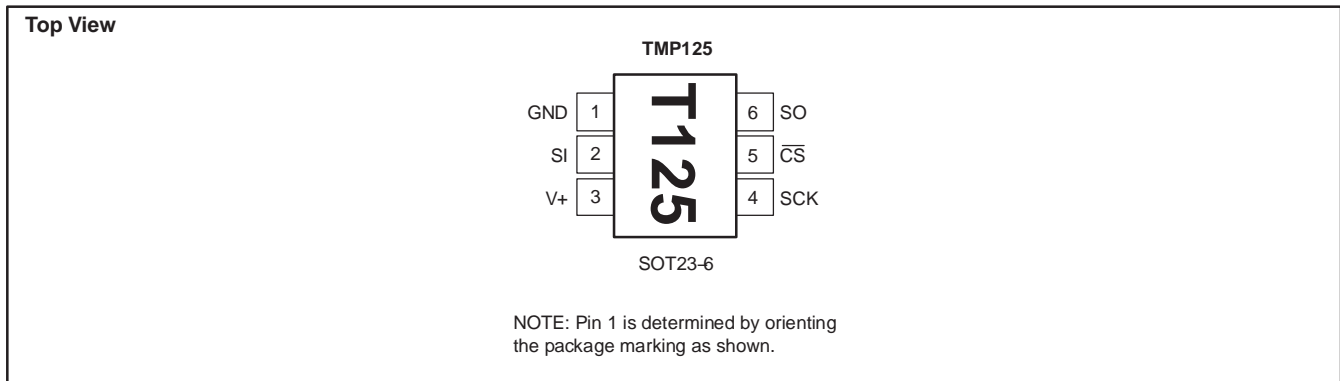 Top View
TMP125
GND 1
SI 2
V+ 3
T125
6 SO
5 C̅S̅
4 SCK
SOT23-6
NOTE: Pin 1 is determined by orienting
the package marking as shown.